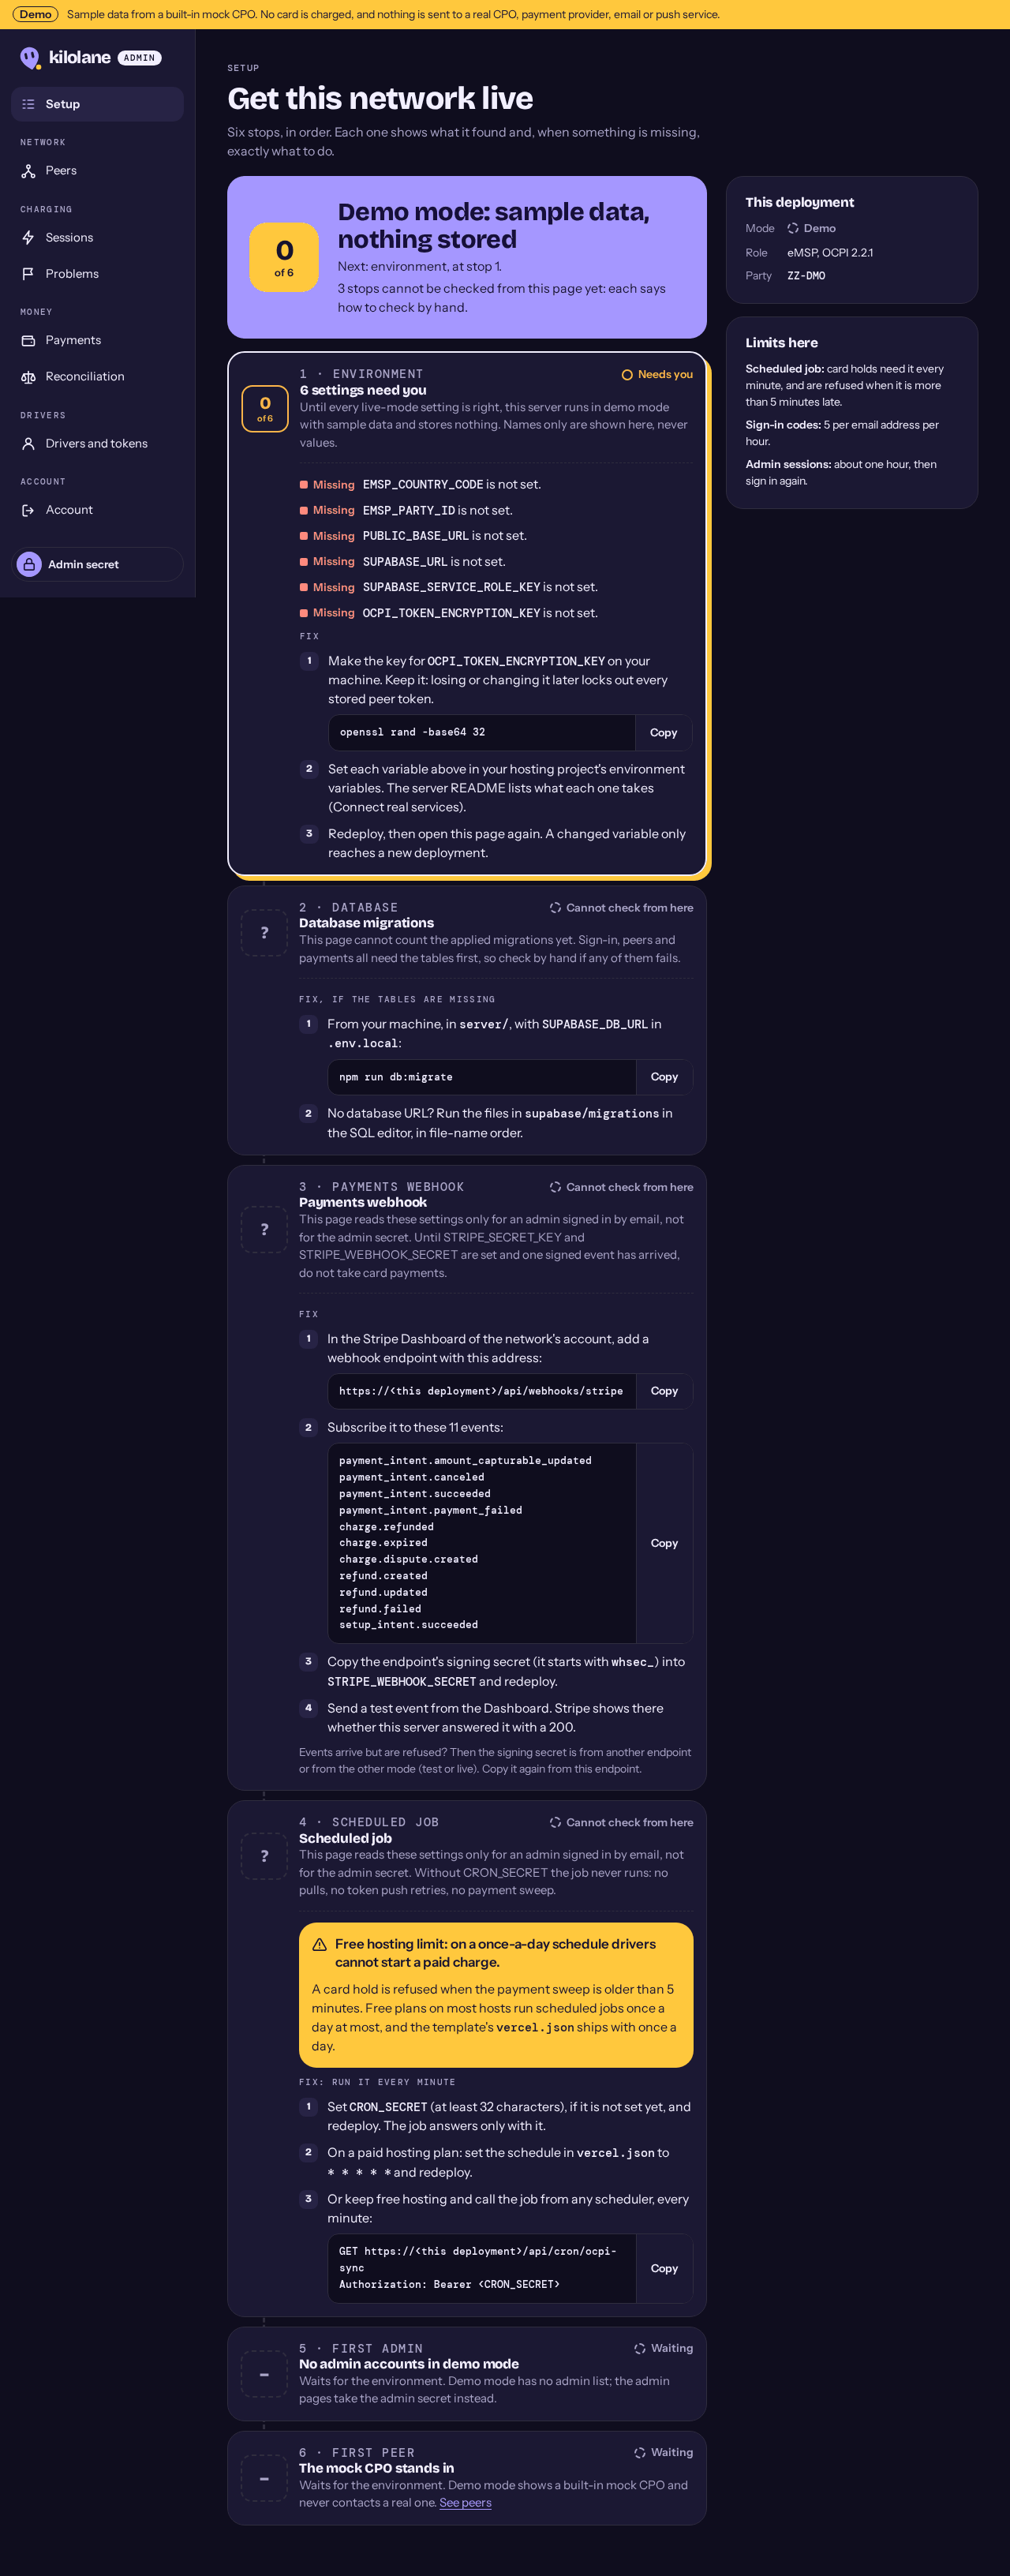 Demo Sample data from a built-in mock CPO. No card is charged, and nothing is sent to a real CPO, payment provider, email or push service.
kilolane ADMIN
Setup
NETWORK
Peers
CHARGING
Sessions
Problems
MONEY
Payments
Reconciliation
DRIVERS
Drivers and tokens
ACCOUNT
Account
Admin secret
SETUP
Get this network live
Six stops, in order. Each one shows what it found and, when something is missing,
exactly what to do.
0
of 6
Demo mode: sample data,
nothing stored
Next: environment, at stop 1.
3 stops cannot be checked from this page yet: each says
how to check by hand.
This deployment
Mode Demo
Role eMSP, OCPI 2.2.1
Party ZZ-DMO
Limits here
Scheduled job: card holds need it every
minute, and are refused when it is more
than 5 minutes late.
Sign-in codes: 5 per email address per
hour.
Admin sessions: about one hour, then
sign in again.
0
of 6
1 · ENVIRONMENT Needs you
6 settings need you
Until every live-mode setting is right, this server runs in demo mode
with sample data and stores nothing. Names only are shown here, never
values.
Missing EMSP_COUNTRY_CODE is not set.
Missing EMSP_PARTY_ID is not set.
Missing PUBLIC_BASE_URL is not set.
Missing SUPABASE_URL is not set.
Missing SUPABASE_SERVICE_ROLE_KEY is not set.
Missing OCPI_TOKEN_ENCRYPTION_KEY is not set.
FIX
1 Make the key for OCPI_TOKEN_ENCRYPTION_KEY on your
machine. Keep it: losing or changing it later locks out every
stored peer token.
openssl rand -base64 32 Copy
2 Set each variable above in your hosting project's environment
variables. The server README lists what each one takes
(Connect real services).
3 Redeploy, then open this page again. A changed variable only
reaches a new deployment.
?
2 · DATABASE Cannot check from here
Database migrations
This page cannot count the applied migrations yet. Sign-in, peers and
payments all need the tables first, so check by hand if any of them fails.
FIX, IF THE TABLES ARE MISSING
1 From your machine, in server/, with SUPABASE_DB_URL in
.env.local:
npm run db:migrate Copy
2 No database URL? Run the files in supabase/migrations in
the SQL editor, in file-name order.
?
3 · PAYMENTS WEBHOOK Cannot check from here
Payments webhook
This page reads these settings only for an admin signed in by email, not
for the admin secret. Until STRIPE_SECRET_KEY and
STRIPE_WEBHOOK_SECRET are set and one signed event has arrived,
do not take card payments.
FIX
1 In the Stripe Dashboard of the network's account, add a
webhook endpoint with this address:
https://<this deployment>/api/webhooks/stripe Copy
2 Subscribe it to these 11 events:
payment_intent.amount_capturable_updated
payment_intent.canceled
payment_intent.succeeded
payment_intent.payment_failed
charge.refunded
charge.expired
charge.dispute.created
refund.created
refund.updated
refund.failed
setup_intent.succeeded
Copy
3 Copy the endpoint's signing secret (it starts with whsec_) into
STRIPE_WEBHOOK_SECRET and redeploy.
4 Send a test event from the Dashboard. Stripe shows there
whether this server answered it with a 200.
Events arrive but are refused? Then the signing secret is from another endpoint
or from the other mode (test or live). Copy it again from this endpoint.
?
4 · SCHEDULED JOB Cannot check from here
Scheduled job
This page reads these settings only for an admin signed in by email, not
for the admin secret. Without CRON_SECRET the job never runs: no
pulls, no token push retries, no payment sweep.
Free hosting limit: on a once-a-day schedule drivers
cannot start a paid charge.
A card hold is refused when the payment sweep is older than 5
minutes. Free plans on most hosts run scheduled jobs once a
day at most, and the template's vercel.json ships with once a
day.
FIX: RUN IT EVERY MINUTE
1 Set CRON_SECRET (at least 32 characters), if it is not set yet, and
redeploy. The job answers only with it.
2 On a paid hosting plan: set the schedule in vercel.json to
* * * * * and redeploy.
3 Or keep free hosting and call the job from any scheduler, every
minute:
GET https://<this deployment>/api/cron/ocpi-
sync
Authorization: Bearer <CRON_SECRET>
Copy
–
5 · FIRST ADMIN Waiting
No admin accounts in demo mode
Waits for the environment. Demo mode has no admin list; the admin
pages take the admin secret instead.
–
6 · FIRST PEER Waiting
The mock CPO stands in
Waits for the environment. Demo mode shows a built-in mock CPO and
never contacts a real one. See peers